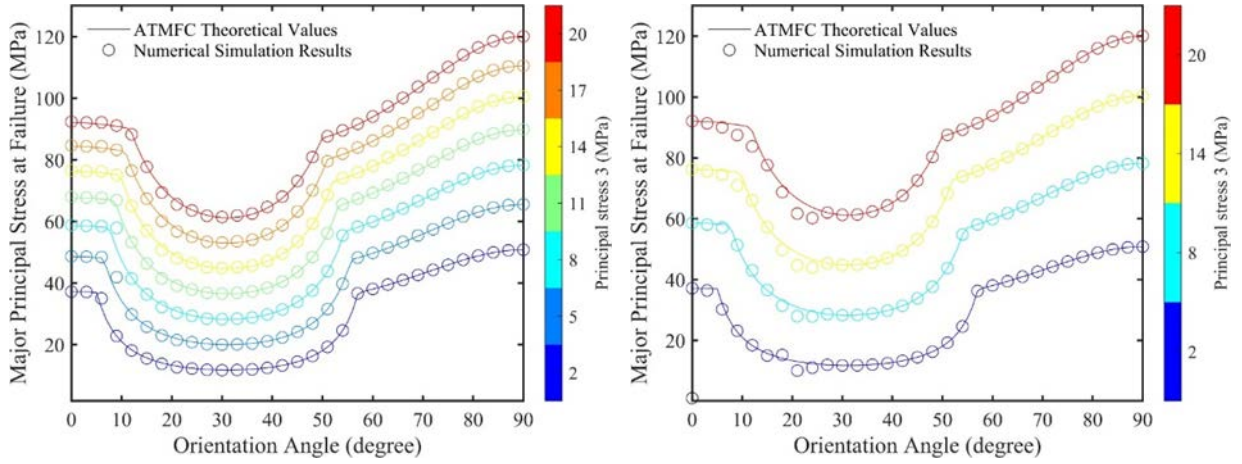 ATMFC Theoretical Values
Numerical Simulation Results
120
100
80
60
40
20
0 10 20 30 40 50 60 70 80 90
Major Principal Stress at Failure (MPa)
Orientation Angle (degree)
20
17
14
11
8
5
2
Principal stress 3 (MPa)
ATMFC Theoretical Values
Numerical Simulation Results
120
100
80
60
40
20
0
0 10 20 30 40 50 60 70 80 90
Major Principal Stress at Failure (MPa)
Orientation Angle (degree)
20
14
8
2
Principal stress 3 (MPa)